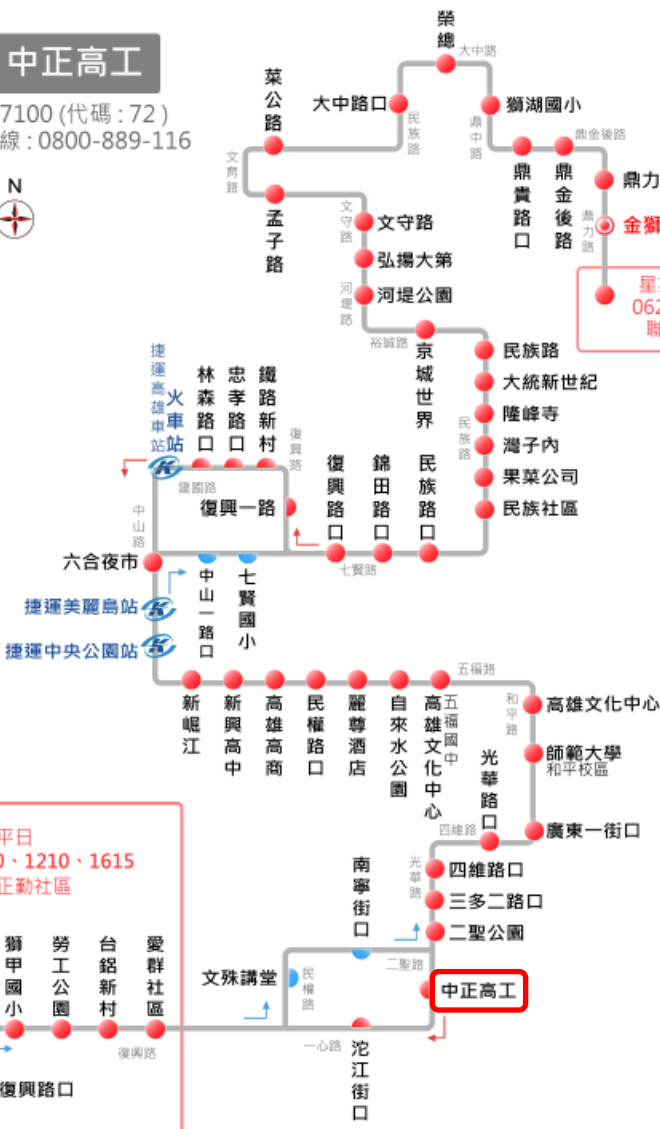 中正高工
7100 (代碼 : 72 )
線 : 0800-889-116
N
榮總
大中路
大中路口
民族路
菜公路
文育路
孟子路
獅湖國小
鼎中路
鼎金後路
鼎貴路口
鼎金後路
鼎力
鼎力路
金獅
星
062
聯
文守路
文守路
弘揚大第
河堤公園
河堤路
裕誠路
京城世界
民族路
大統新世紀
隆峰寺
灣子內
果菜公司
民族社區
民族路
捷運高雄車站
火車站
林森路口
忠孝路口
鐵路新村
復興路
建國路
復興一路
復興路口
錦田路口
民族路口
七賢路
中山路
六合夜市
中山一路口
七賢國小
捷運美麗島站
捷運中央公園站
新崛江
新興高中
高雄高商
民權路口
麗尊酒店
自來水公園
高雄文化中心
五福國中
五福路
和平路
高雄文化中心
師範大學
和平校區
廣東一街口
光華路口
四維路
光華路
四維路口
三多二路口
二聖公園
南寧街口
二聖路
文殊講堂
民權路
中正高工
一心路
沱江街口
平日
0、1210、1615
正勤社區
獅甲國小
勞工公園
台鋁新村
愛群社區
復興路
復興路口